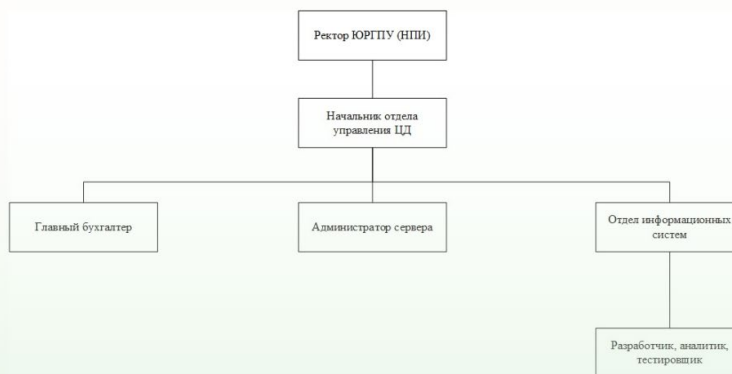 Ректор ЮРГПУ (НПИ)
Начальник отдела
управления ЦД
Главный бухгалтер
Администратор сервера
Отдел информационных
систем
Разработчик, аналитик,
тестировщик